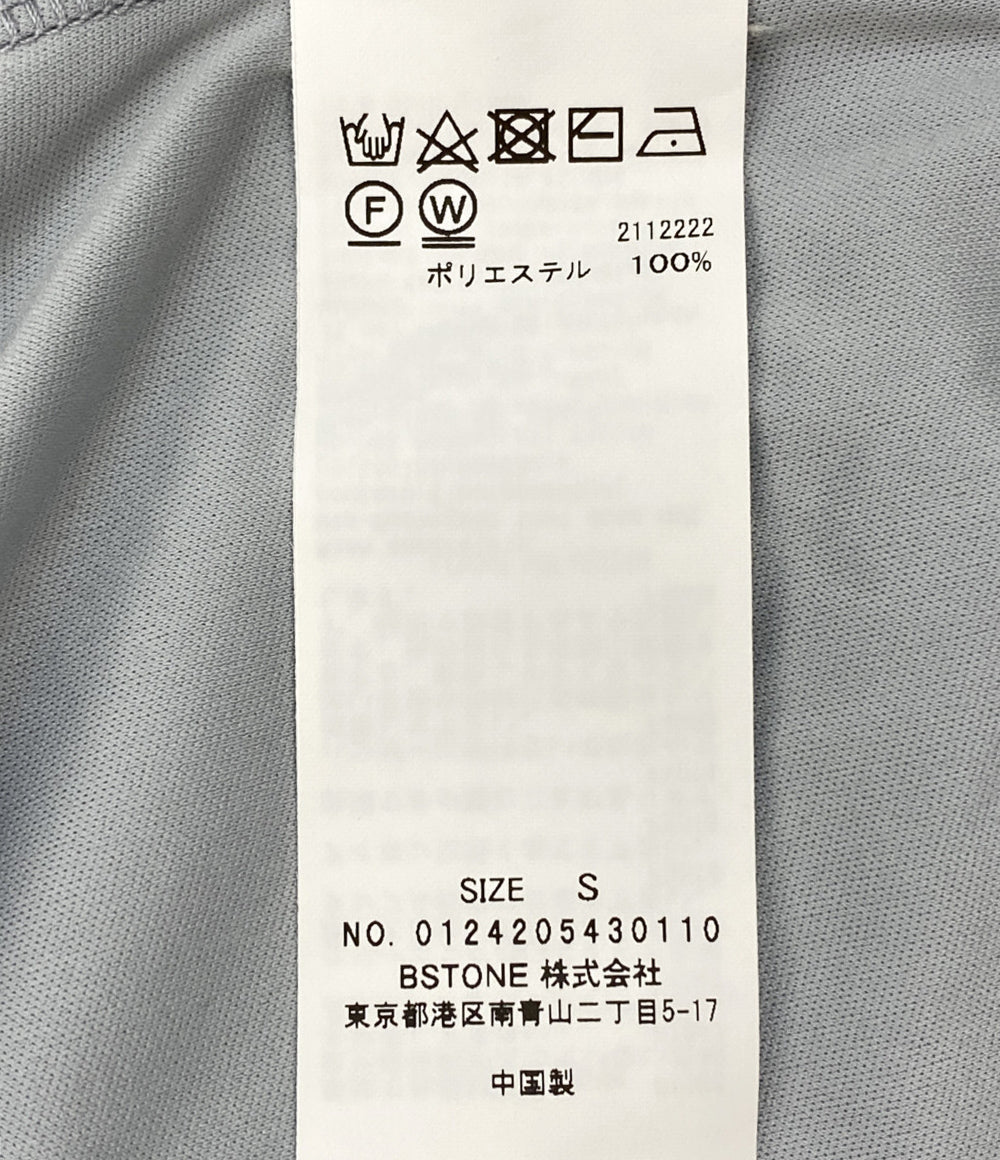 F W
2112222
ポリエステル 100%
SIZE S
NO. 0124205430110
BSTONE 株式会社
東京都港区南青山二丁目5-17
中国製